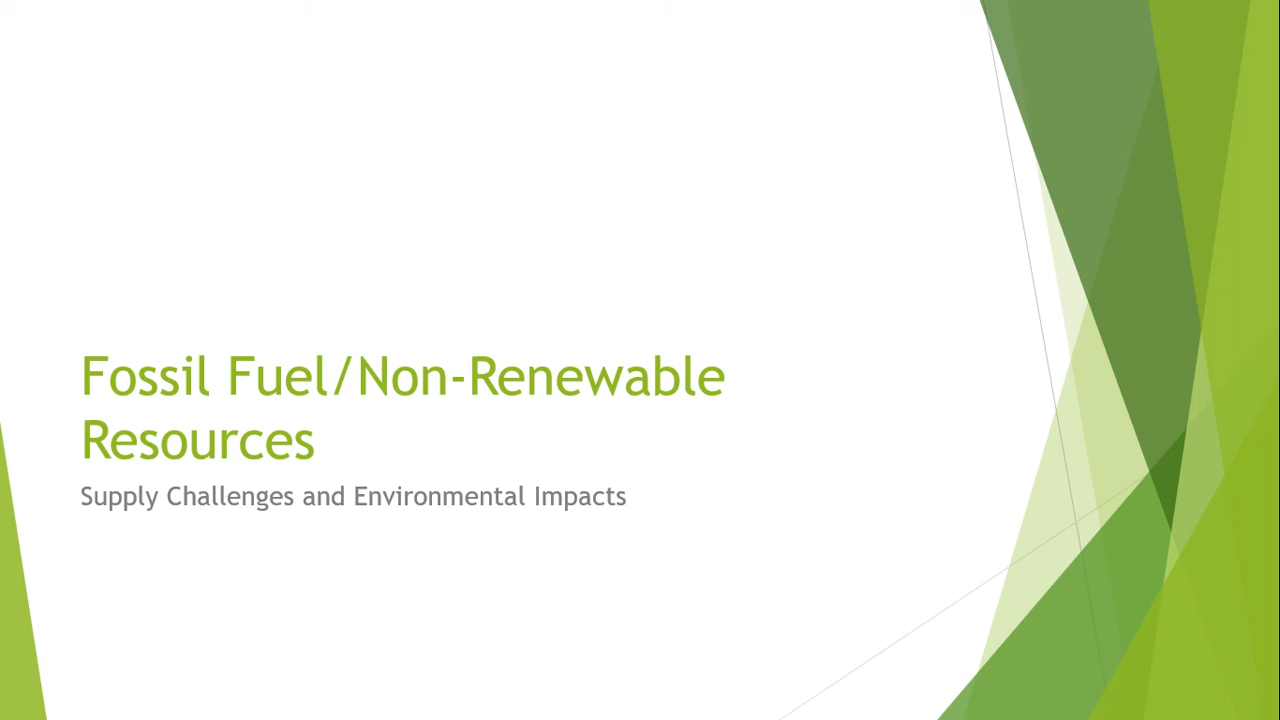 Fossil Fuel/Non-Renewable
Resources
Supply Challenges and Environmental Impacts